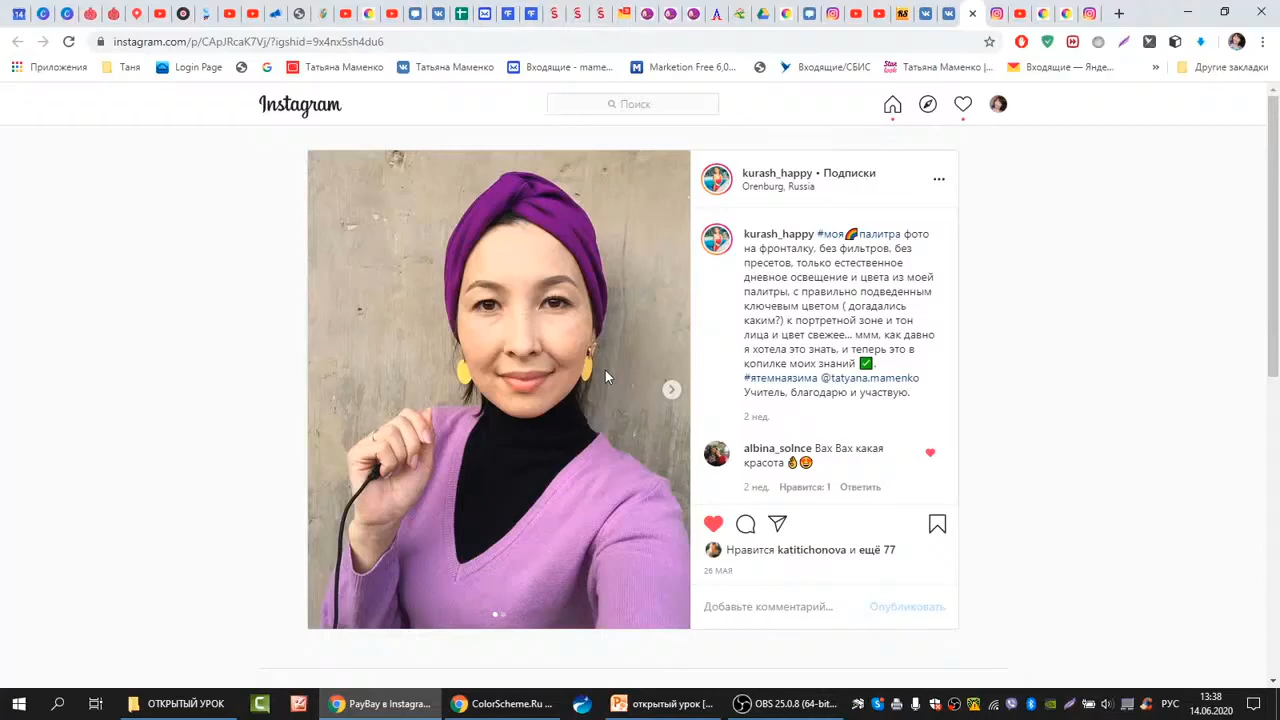 14
instagram.com/p/CApJRcaK7Vj/?igshid=9x4nx5sh4du6
Приложения
Таня
Login Page
Татьяна Маменко
Татьяна Маменко
Входящие - mame...
Marketion Free 6,0...
Входящие/СБИС
Татьяна Маменко |...
Входящие — Янде...
»
Другие закладки
Instagram
Поиск
kurash_happy • Подписки
Orenburg, Russia
kurash_happy #моя🌈палитра фото
на фронталку, без фильтров, без
пресетов, только естественное
дневное освещение и цвета из моей
палитры, с правильно подведенным
ключевым цветом ( догадались
каким?) к портретной зоне и тон
лица и цвет свежее... ммм, как давно
я хотела это знать, и теперь это в
копилке моих знаний ✅.
#ятемнаязима @tatyana.mamenko
Учитель, благодарю и участвую.
2 нед.
albina_solnce Вах Вах какая
красота 👌🤩
2 нед. Нравится: 1 Ответить
Нравится katitichonova и ещё 77
26 МАЯ
Добавьте комментарий... Опубликовать
ОТКРЫТЫЙ УРОК
PayBay в Instagra...
ColorScheme.Ru ...
открытый урок [...
OBS 25.0.8 (64-bit...
РУС
13:38
14.06.2020